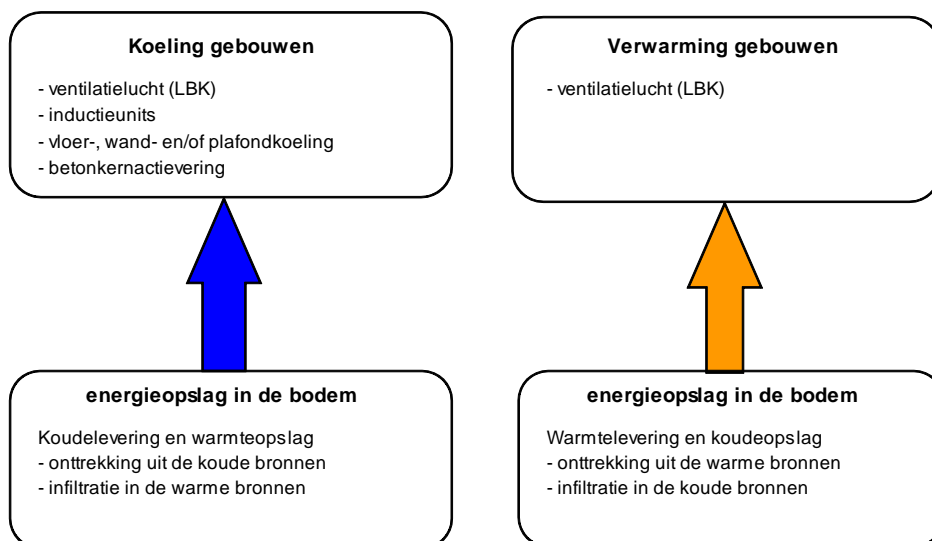 Koeling gebouwen
- ventilatielucht (LBK)
- inductieunits
- vloer-, wand- en/of plafondkoeling
- betonkernactievering
Verwarming gebouwen
- ventilatielucht (LBK)
energieopslag in de bodem
Koudelevering en warmteopslag
- onttrekking uit de koude bronnen
- infiltratie in de warme bronnen
energieopslag in de bodem
Warmtelevering en koudeopslag
- onttrekking uit de warme bronnen
- infiltratie in de koude bronnen